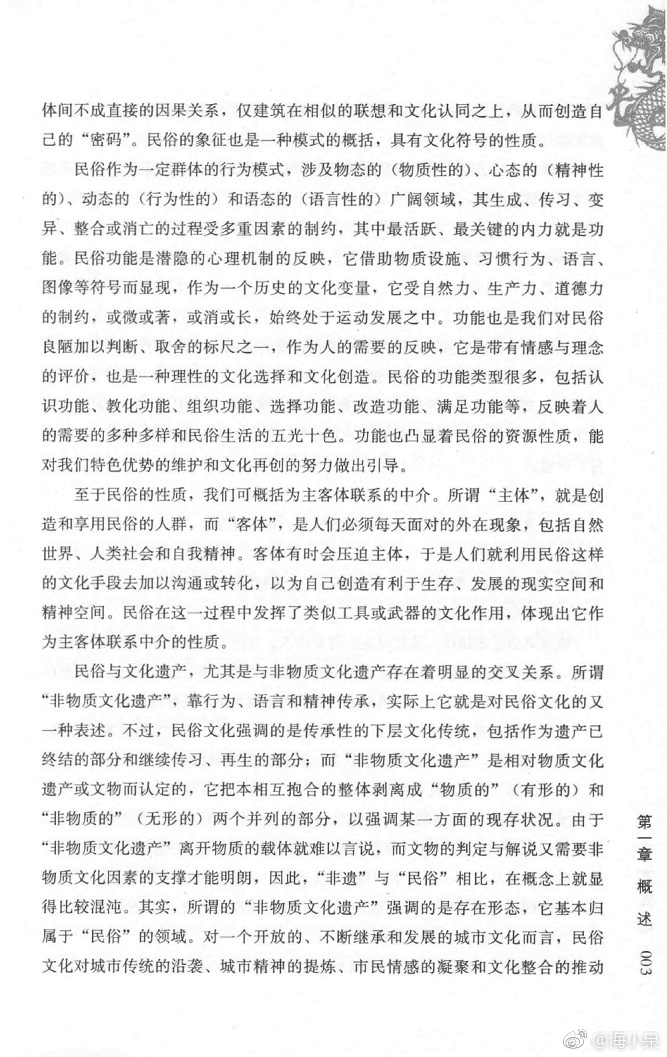 体间不成直接的因果关系，仅建筑在相似的联想和文化认同之上，从而创造自
己的“密码”。民俗的象征也是一种模式的概括，具有文化符号的性质。
民俗作为一定群体的行为模式，涉及物态的（物质性的）、心态的（精神性
的）、动态的（行为性的）和语态的（语言性的）广阔领域，其生成、传习、变
异、整合或消亡的过程受多重因素的制约，其中最活跃、最关键的内力就是功
能。民俗功能是潜隐的心理机制的反映，它借助物质设施、习惯行为、语言、
图像等符号而显现，作为一个历史的文化变量，它受自然力、生产力、道德力
的制约，或微或著，或消或长，始终处于运动发展之中。功能也是我们对民俗
良陋加以判断、取舍的标尺之一，作为人的需要的反映，它是带有情感与理念
的评价，也是一种理性的文化选择和文化创造。民俗的功能类型很多，包括认
识功能、教化功能、组织功能、选择功能、改造功能、满足功能等，反映着人
的需要的多种多样和民俗生活的五光十色。功能也凸显着民俗的资源性质，能
对我们特色优势的维护和文化再创的努力做出引导。
至于民俗的性质，我们可概括为主客体联系的中介。所谓“主体”，就是创
造和享用民俗的人群，而“客体”，是人们必须每天面对的外在现象，包括自然
世界、人类社会和自我精神。客体有时会压迫主体，于是人们就利用民俗这样
的文化手段去加以沟通或转化，以为自己创造有利于生存、发展的现实空间和
精神空间。民俗在这一过程中发挥了类似工具或武器的文化作用，体现出它作
为主客体联系中介的性质。
民俗与文化遗产，尤其是与非物质文化遗产存在着明显的交叉关系。所谓
“非物质文化遗产”，靠行为、语言和精神传承，实际上它就是对民俗文化的又
一种表述。不过，民俗文化强调的是传承性的下层文化传统，包括作为遗产已
终结的部分和继续传习、再生的部分；而“非物质文化遗产”是相对物质文化
遗产或文物而认定的，它把本相互抱合的整体剥离成“物质的”（有形的）和
“非物质的”（无形的）两个并列的部分，以强调某一方面的现存状况。由于
“非物质文化遗产”离开物质的载体就难以言说，而文物的判定与解说又需要非
物质文化因素的支撑才能明朗，因此，“非遗”与“民俗”相比，在概念上就显
得比较混沌。其实，所谓的“非物质文化遗产”强调的是存在形态，它基本归
属于“民俗”的领域。对一个开放的、不断继承和发展的城市文化而言，民俗
文化对城市传统的沿袭、城市精神的提炼、市民情感的凝聚和文化整合的推动
第一章 概述
003
@海小呆